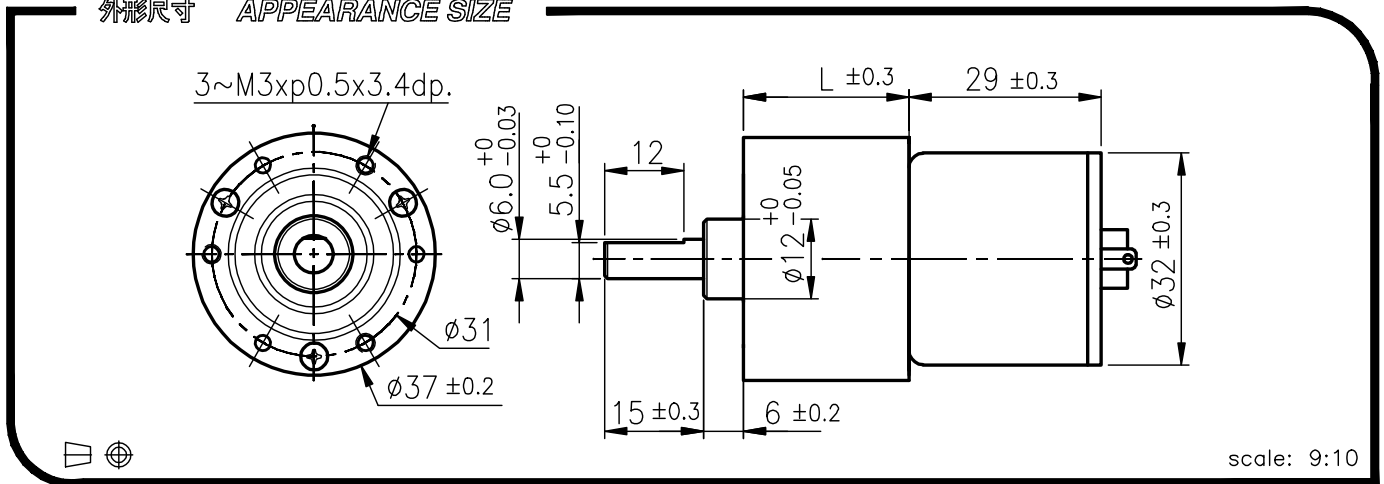 外形尺寸 APPEARANCE SIZE
3~M3xp0.5x3.4dp.
L ±0.3
29 ±0.3
12
ø6.0 +0 -0.03
5.5 +0 -0.10
ø12 +0 -0.05
ø32 ±0.3
ø31
ø37 ±0.2
15 ±0.3
6 ±0.2
scale: 9:10